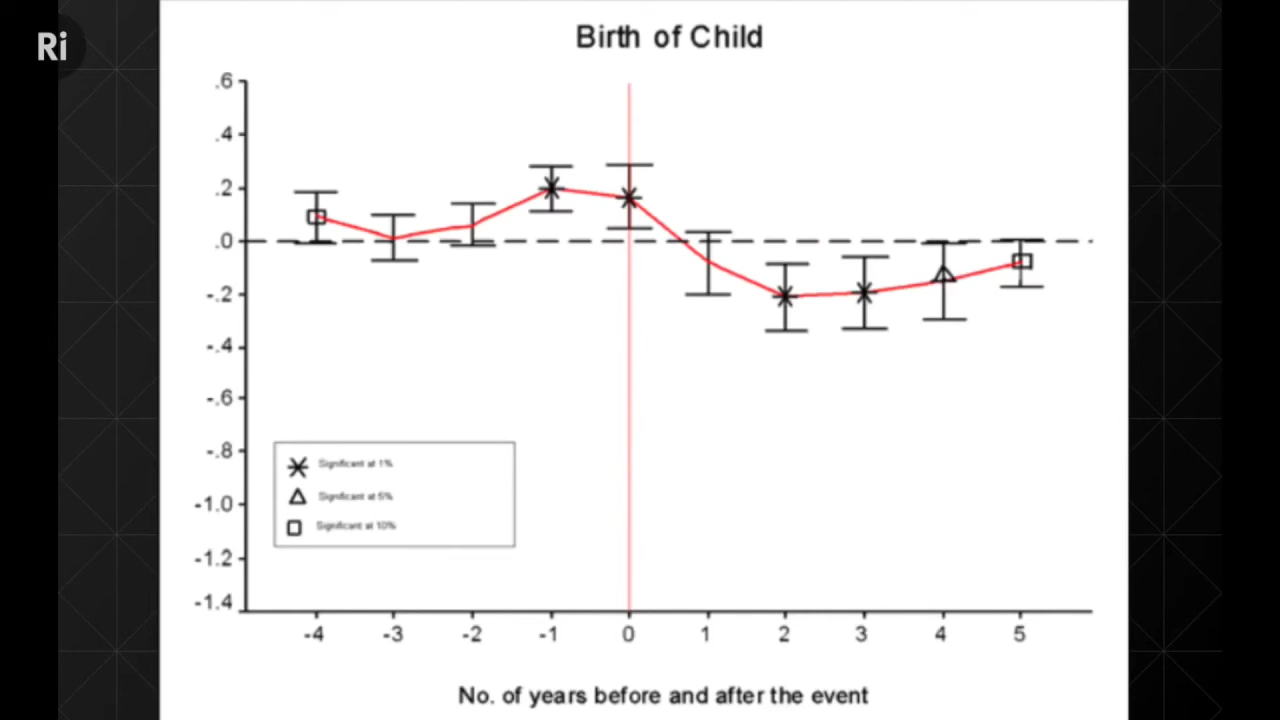 Ri
Birth of Child
.6
.4
.2
.0
-.2
-.4
-.6
-.8
-1.0
-1.2
-1.4
Significant at 1%
Significant at 5%
Significant at 10%
-4 -3 -2 -1 0 1 2 3 4 5
No. of years before and after the event